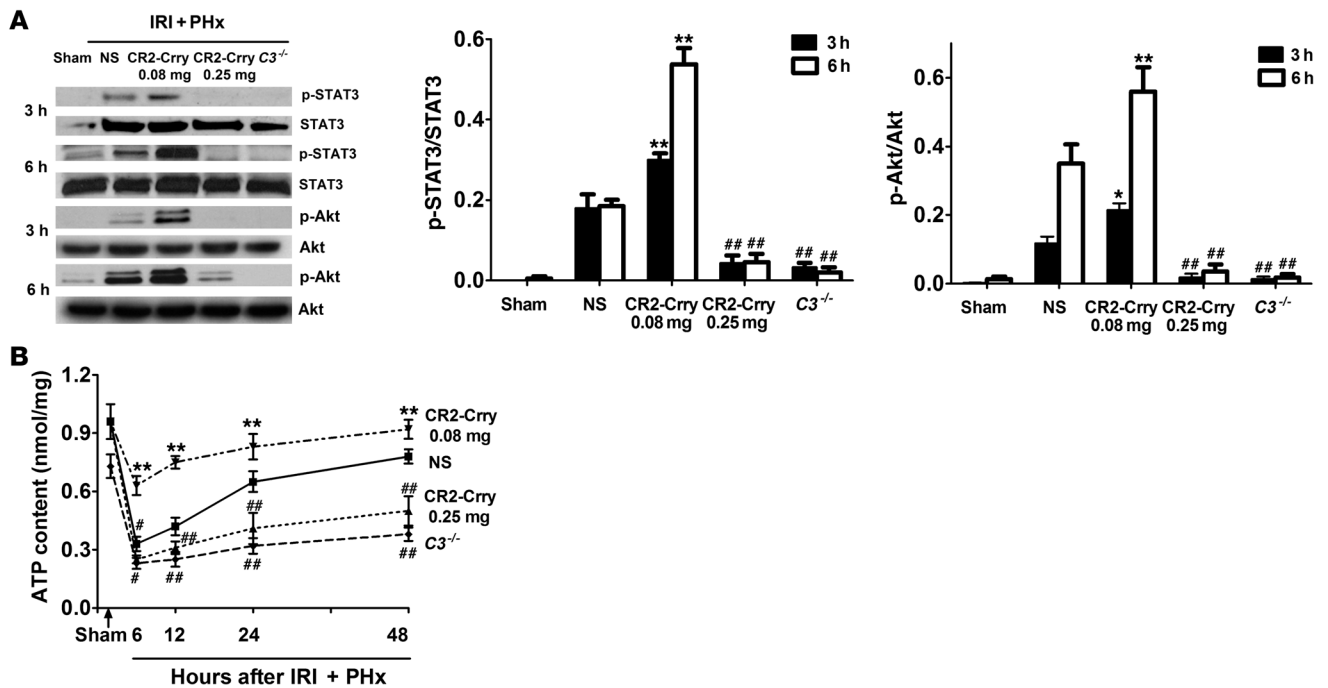 A
IRI + PHx
Sham NS CR2-Crry CR2-Crry C3-/-
0.08 mg 0.25 mg
3 h
p-STAT3
STAT3
6 h
p-STAT3
STAT3
3 h
p-Akt
Akt
6 h
p-Akt
Akt
p-STAT3/STAT3
0.6
0.4
0.2
0.0
3 h
6 h
**
**
## ##
## ##
Sham NS CR2-Crry CR2-Crry C3-/-
0.08 mg 0.25 mg
p-Akt/Akt
0.6
0.4
0.2
0
3 h
6 h
*
**
## ##
## ##
Sham NS CR2-Crry CR2-Crry C3-/-
0.08 mg 0.25 mg
B
ATP content (nmol/mg)
1.2
0.9
0.6
0.3
0.0
** ** ** **
# ## ## ##
# ## ## ##
CR2-Crry
0.08 mg
NS
CR2-Crry
0.25 mg
C3-/-
Sham 6 12 24 48
Hours after IRI + PHx